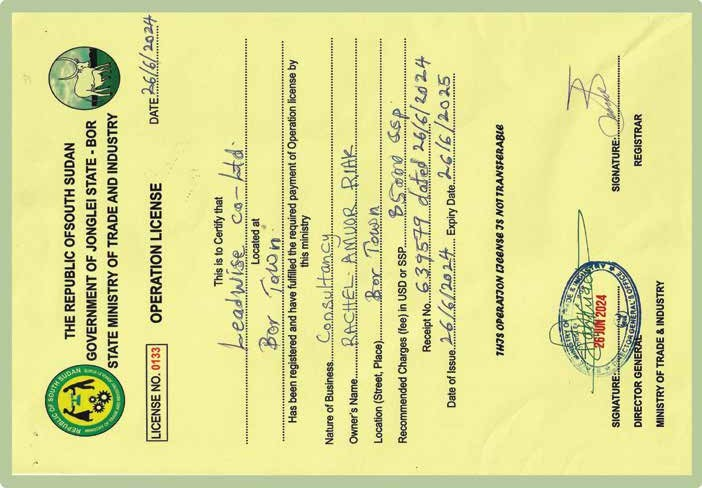 THE REPUBLIC OFSOUTH SUDAN
GOVERNMENT OF JONGLEI STATE - BOR
STATE MINISTRY OF TRADE AND INDUSTRY
REPUBLIC OF SOUTH SUDAN
LICENSE NO. 0133
DATE 26/6/2024
OPERATION LICENSE
This is to Certify that
Leadwise Co-Ltd.
Located at
Bor Town.
Has been registered and have fulfilled the required payment of Operation license by
this ministry
Nature of Business Consultancy
Owner's Name RACHEL AMUOR RIAK
Location (Street, Place) Bor Town
Recommended Charges (fee) in USD or SSP 85000 SSP.
Receipt No. 639579 dated 26/6/2024
Date of Issue 26/6/2024 Expiry Date 26/6/2025
THIS OPERATION LICENSE IS NOT TRANSFERABLE
SIGNATURE:
DIRECTOR GENERAL
MINISTRY OF TRADE & INDUSTRY
26 JUN 2024
SIGNATURE:
REGISTRAR